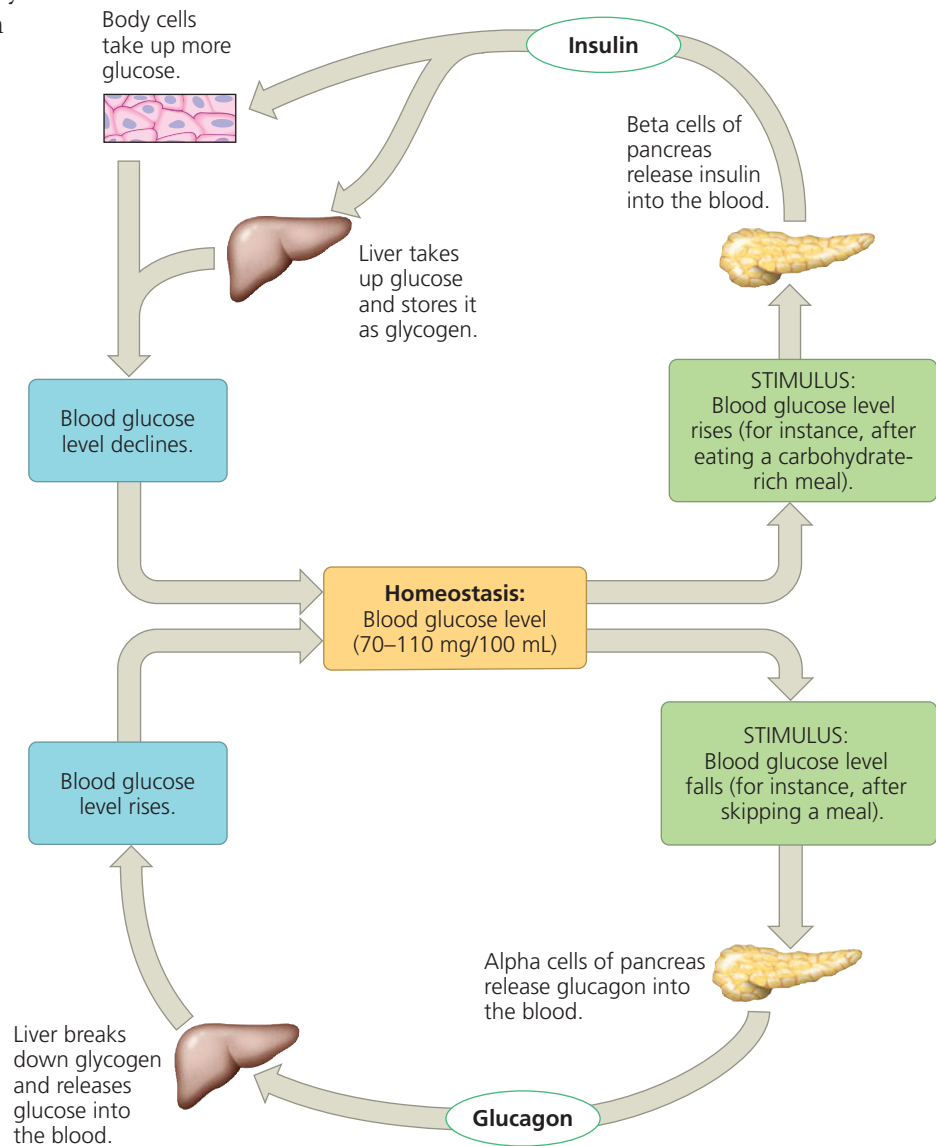 Body cells
take up more
glucose.
Insulin
Beta cells of
pancreas
release insulin
into the blood.
Liver takes
up glucose
and stores it
as glycogen.
STIMULUS:
Blood glucose level
rises (for instance, after
eating a carbohydrate-
rich meal).
Blood glucose
level declines.
Homeostasis:
Blood glucose level
(70–110 mg/100 mL)
STIMULUS:
Blood glucose level
falls (for instance, after
skipping a meal).
Blood glucose
level rises.
Alpha cells of pancreas
release glucagon into
the blood.
Liver breaks
down glycogen
and releases
glucose into
the blood.
Glucagon